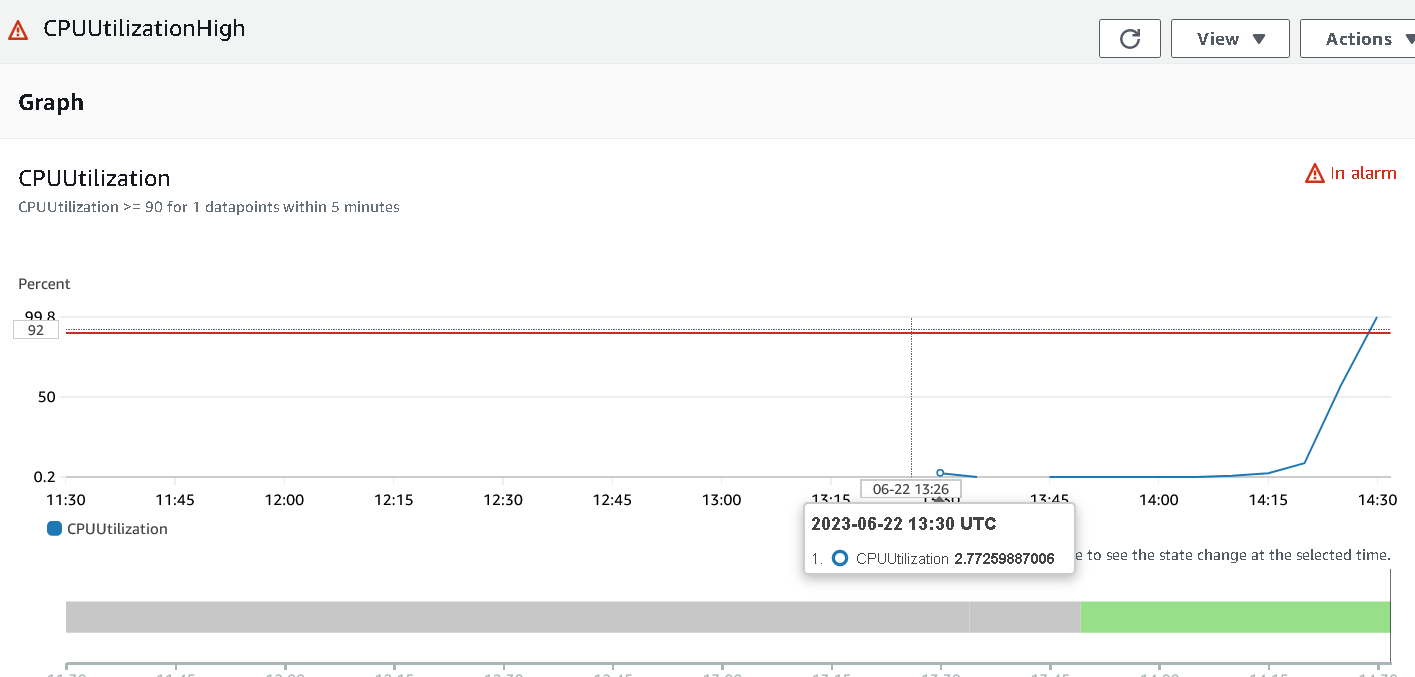 CPUUtilizationHigh
View
Actions
Graph
CPUUtilization
In alarm
CPUUtilization >= 90 for 1 datapoints within 5 minutes
Percent
99.8
92
50
0.2
11:30 11:45 12:00 12:15 12:30 12:45 13:00 13:15 13:30 13:45 14:00 14:15 14:30
06-22 13:26
CPUUtilization
2023-06-22 13:30 UTC
1. CPUUtilization 2.77259887006
e to see the state change at the selected time.